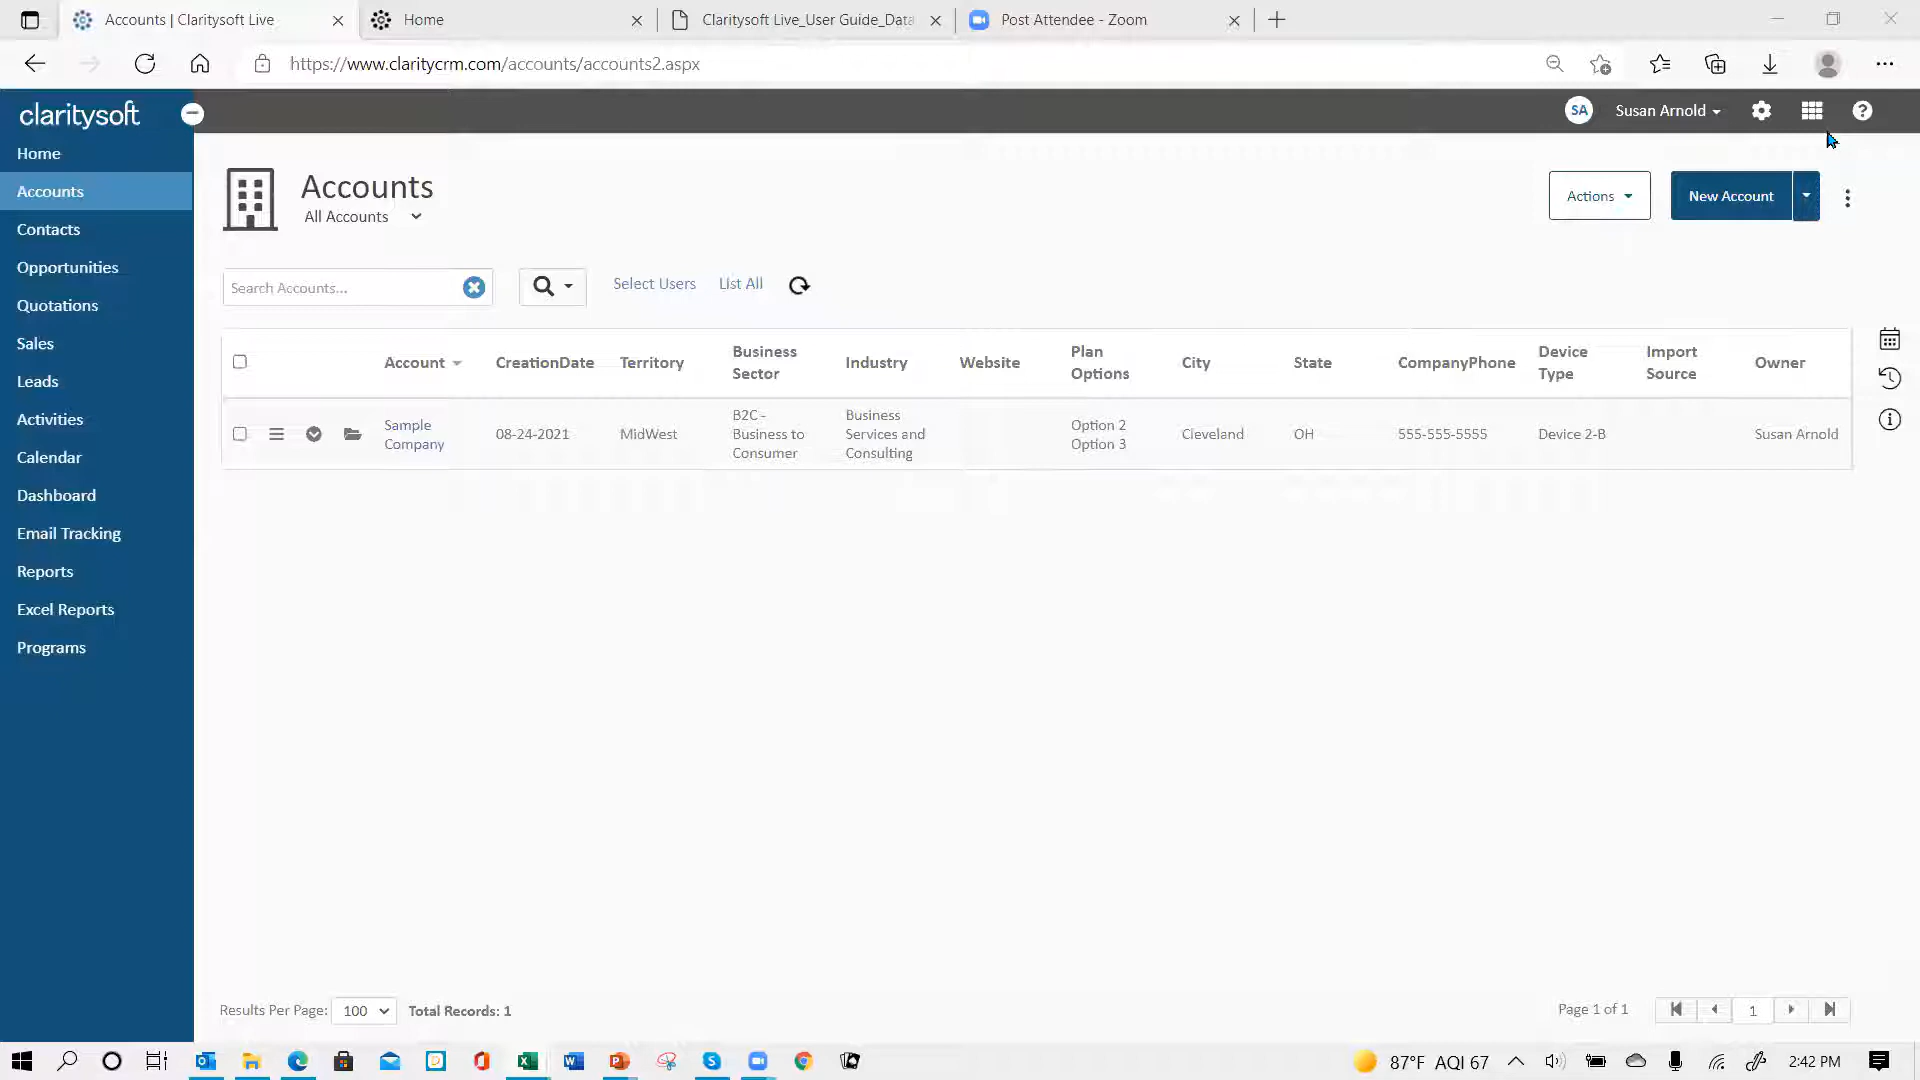 Accounts | Claritysoft Live
Home
Claritysoft Live_User Guide_Data
Post Attendee - Zoom
https://www.claritycrm.com/accounts/accounts2.aspx
claritysoft
SA
Susan Arnold
Home
Accounts
Contacts
Opportunities
Quotations
Sales
Leads
Activities
Calendar
Dashboard
Email Tracking
Reports
Excel Reports
Programs
Accounts
All Accounts
Actions
New Account
Search Accounts...
Select Users
List All
Account
CreationDate
Territory
Business
Sector
Industry
Website
Plan
Options
City
State
CompanyPhone
Device
Type
Import
Source
Owner
Sample
Company
08-24-2021
MidWest
B2C -
Business to
Consumer
Business
Services and
Consulting
Option 2
Option 3
Cleveland
OH
555-555-5555
Device 2-B
Susan Arnold
Results Per Page: 100
Total Records: 1
Page 1 of 1
1
87°F AQI 67
2:42 PM